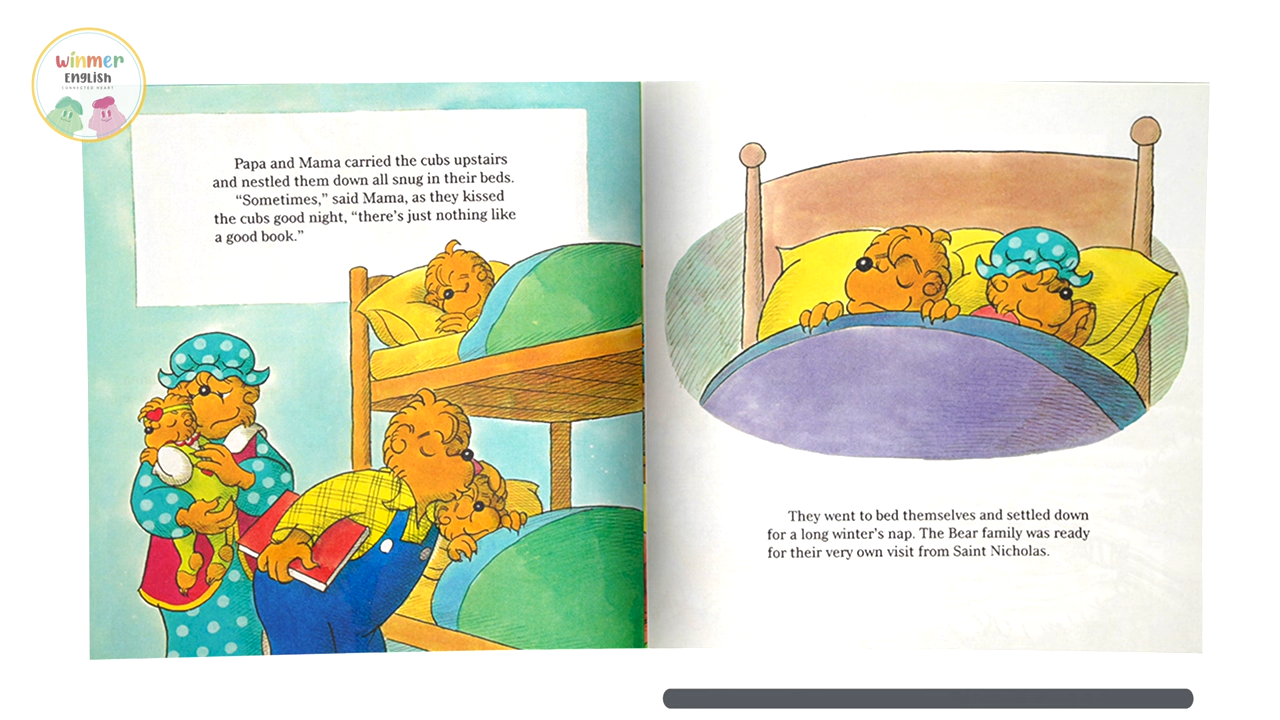 winmer
ENGLISH
CONNECTED HEART
Papa and Mama carried the cubs upstairs
and nestled them down all snug in their beds.
“Sometimes,” said Mama, as they kissed
the cubs good night, “there’s just nothing like
a good book.”
They went to bed themselves and settled down
for a long winter’s nap. The Bear family was ready
for their very own visit from Saint Nicholas.